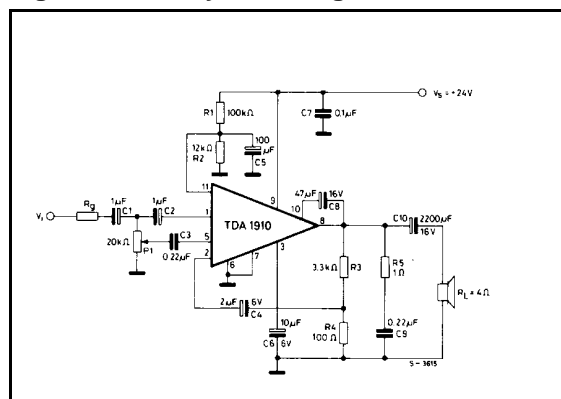 Vs = +24V
R1
100kΩ
C7
0.1µF
12kΩ
R2
100
µF
C5
47µF
16V
C8
11
9
10
1µF
C1
1µF
C2
1
TDA 1910
8
C10
2200µF
16V
Vi
Rg
20kΩ
P1
C3
0.22µF
5
2
6
7
3
3.3kΩ
R3
R5
1Ω
RL = 4Ω
2µF
6V
C4
10µF
C6
6V
R4
100Ω
0.22µF
C9
S-3615